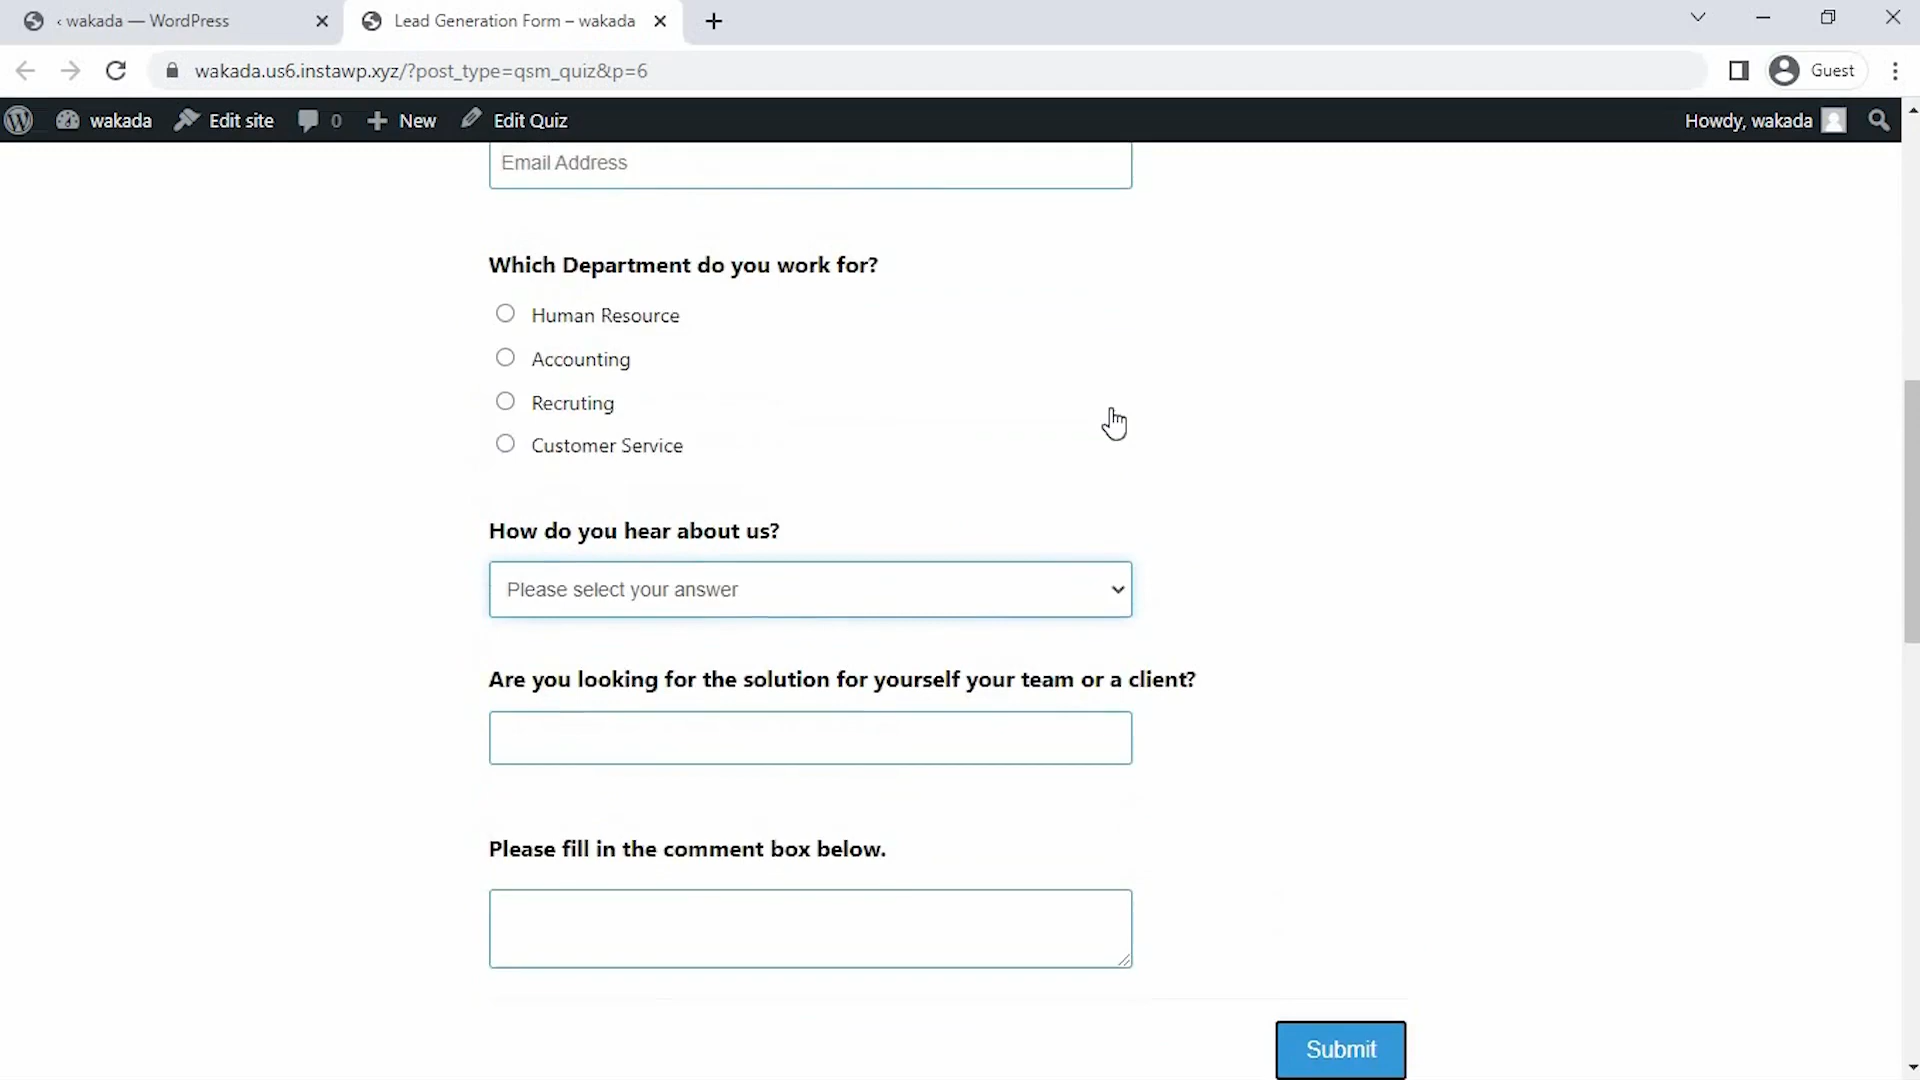 ‹ wakada — WordPress
Lead Generation Form – wakada
wakada.us6.instawp.xyz/?post_type=qsm_quiz&p=6
Guest
wakada
Edit site
0
New
Edit Quiz
Howdy, wakada
Email Address
Which Department do you work for?
Human Resource
Accounting
Recruting
Customer Service
How do you hear about us?
Please select your answer
Are you looking for the solution for yourself your team or a client?
Please fill in the comment box below.
Submit